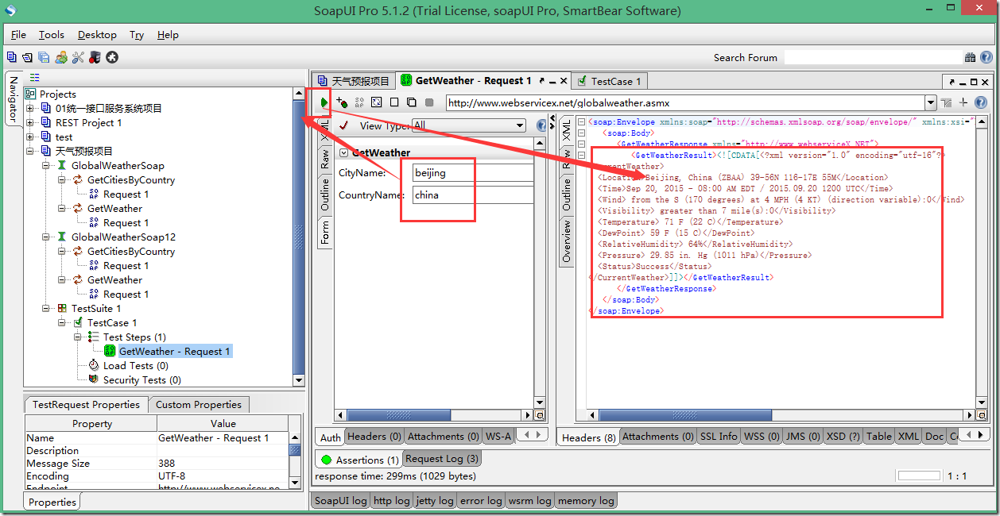 SoapUI Pro 5.1.2 (Trial License, soapUI Pro, SmartBear Software)
File Tools Desktop Try Help
Search Forum
Navigator
Projects
01统一接口服务系统项目
REST Project 1
test
天气预报项目
GlobalWeatherSoap
GetCitiesByCountry
Request 1
GetWeather
Request 1
GlobalWeatherSoap12
GetCitiesByCountry
Request 1
GetWeather
Request 1
TestSuite 1
TestCase 1
Test Steps (1)
GetWeather - Request 1
Load Tests (0)
Security Tests (0)
TestRequest Properties Custom Properties
Property Value
Name GetWeather - Request 1
Description
Message Size 388
Encoding UTF-8
Endpoint http://www.webservicex.ne
Properties
天气预报项目 GetWeather - Request 1 TestCase 1
http://www.webservicex.net/globalweather.asmx
XML
Raw
Outline
Form
View Type: All
GetWeather
CityName: beijing
CountryName: china
Auth Headers (0) Attachments (0) WS-A
XML
Raw
Outline
Overview
<soap:Envelope xmlns:soap="http://schemas.xmlsoap.org/soap/envelope/" xmlns:xsi="
<soap:Body>
<GetWeatherResponse xmlns="http://www.webserviceX.NET">
<GetWeatherResult><![CDATA[<?xml version="1.0" encoding="utf-16"?>
urrentWeather>
<Location>Beijing, China (ZBAA) 39-56N 116-17E 55M</Location>
<Time>Sep 20, 2015 - 08:00 AM EDT / 2015.09.20 1200 UTC</Time>
<Wind> from the S (170 degrees) at 4 MPH (4 KT) (direction variable):0</Wind>
<Visibility> greater than 7 mile(s):0</Visibility>
<Temperature> 71 F (22 C)</Temperature>
<DewPoint> 59 F (15 C)</DewPoint>
<RelativeHumidity> 64%</RelativeHumidity>
<Pressure> 29.85 in. Hg (1011 hPa)</Pressure>
<Status>Success</Status>
</CurrentWeather>]]></GetWeatherResult>
</GetWeatherResponse>
</soap:Body>
</soap:Envelope>
Headers (8) Attachments (0) SSL Info WSS (0) JMS (0) XSD (?) Table XML Doc Co
Assertions (1) Request Log (3)
response time: 299ms (1029 bytes)
1 : 1
SoapUI log http log jetty log error log wsrm log memory log